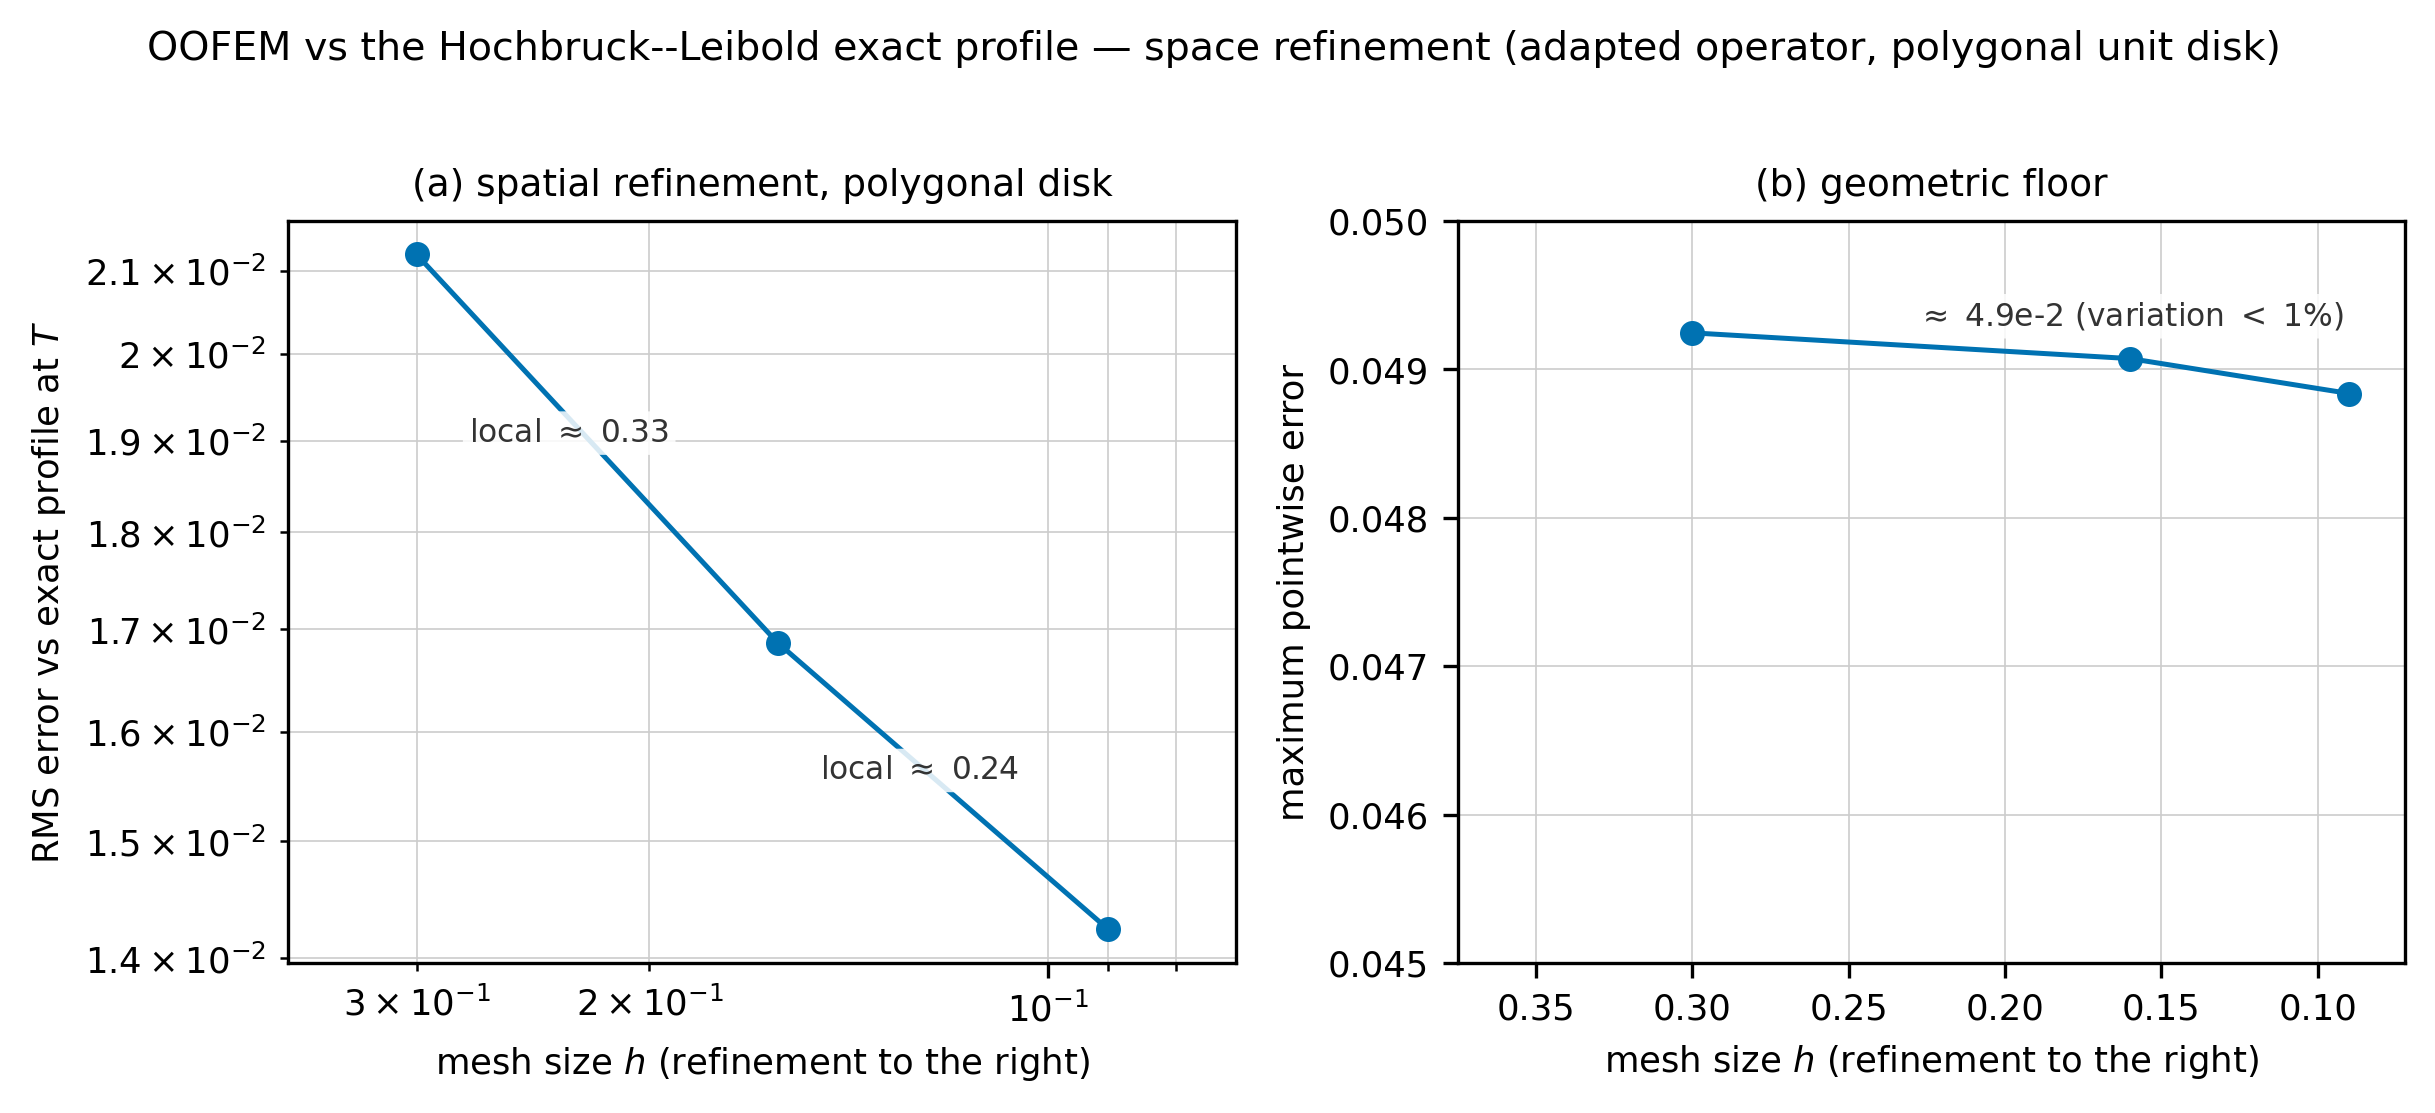 OOFEM vs the Hochbruck--Leibold exact profile — space refinement (adapted operator, polygonal unit disk)
(a) spatial refinement, polygonal disk
RMS error vs exact profile at T
2.1 × 10⁻²
2 × 10⁻²
1.9 × 10⁻²
1.8 × 10⁻²
1.7 × 10⁻²
1.6 × 10⁻²
1.5 × 10⁻²
1.4 × 10⁻²
local ≈ 0.33
local ≈ 0.24
3 × 10⁻¹
2 × 10⁻¹
10⁻¹
mesh size h (refinement to the right)
(b) geometric floor
maximum pointwise error
0.050
0.049
0.048
0.047
0.046
0.045
≈ 4.9e-2 (variation < 1%)
0.35
0.30
0.25
0.20
0.15
0.10
mesh size h (refinement to the right)